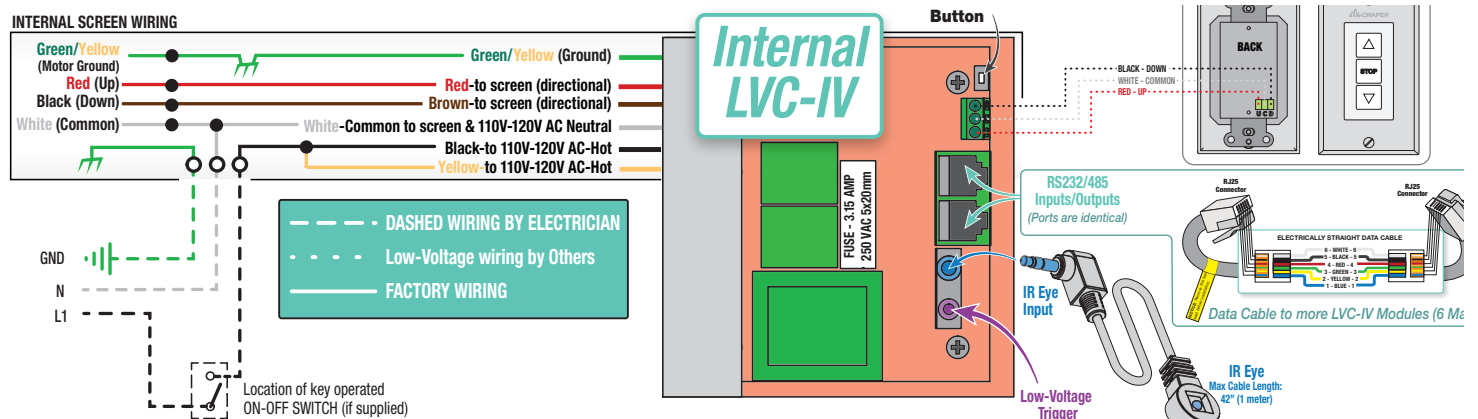 INTERNAL SCREEN WIRING
Green/Yellow
(Motor Ground)
Red (Up)
Black (Down)
White (Common)
Green/Yellow (Ground)
Red-to screen (directional)
Brown-to screen (directional)
White-Common to screen & 110V-120V AC Neutral
Black-to 110V-120V AC-Hot
Yellow-to 110V-120V AC-Hot
GND
N
L1
DASHED WIRING BY ELECTRICIAN
Low-Voltage wiring by Others
FACTORY WIRING
Location of key operated
ON-OFF SWITCH (if supplied)
Internal
LVC-IV
FUSE - 3.15 AMP
250 VAC 5x20mm
Button
BLACK - DOWN
WHITE - COMMON
RED - UP
BACK
U C D
DRAPER
STOP
RS232/485
Inputs/Outputs
(Ports are identical)
RJ25
Connector
RJ25
Connector
ELECTRICALLY STRAIGHT DATA CABLE
6 - WHITE - 6
5 - BLACK - 5
4 - RED - 4
3 - GREEN - 3
2 - YELLOW - 2
1 - BLUE - 1
Data Cable to more LVC-IV Modules (6 Ma
IR Eye
Input
IR Eye
Max Cable Length:
42" (1 meter)
Low-Voltage
Trigger